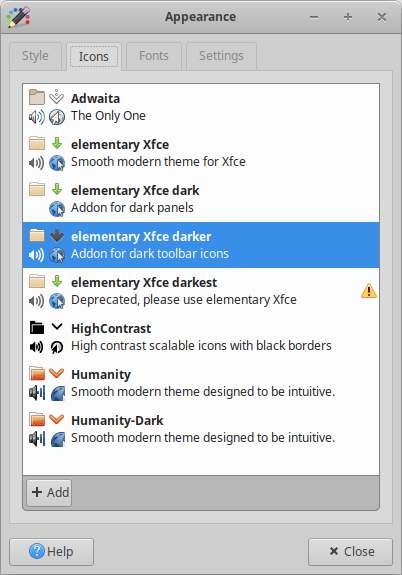 Appearance
Style Icons Fonts Settings
Adwaita
The Only One
elementary Xfce
Smooth modern theme for Xfce
elementary Xfce dark
Addon for dark panels
elementary Xfce darker
Addon for dark toolbar icons
elementary Xfce darkest
Deprecated, please use elementary Xfce
HighContrast
High contrast scalable icons with black borders
Humanity
Smooth modern theme designed to be intuitive.
Humanity-Dark
Smooth modern theme designed to be intuitive.
+ Add
Help Close